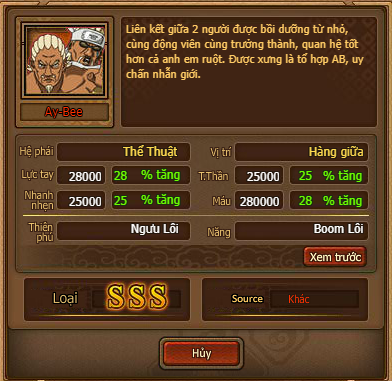 Liên kết giữa 2 người được bồi dưỡng từ nhỏ,
cùng động viên cùng trưởng thành, quan hệ tốt
hơn cả anh em ruột. Được xưng là tổ hợp AB, uy
chấn nhẫn giới.
Ay-Bee
Hệ phái Thể Thuật Vị trí Hàng giữa
Lực tay 28000 28 % tăng T.Thần 25000 25 % tăng
Nhanh nhẹn 25000 25 % tăng Máu 280000 28 % tăng
Thiên phú Ngưu Lôi Năng Boom Lôi
Xem trước
Loại SSS Source Khác
Hủy